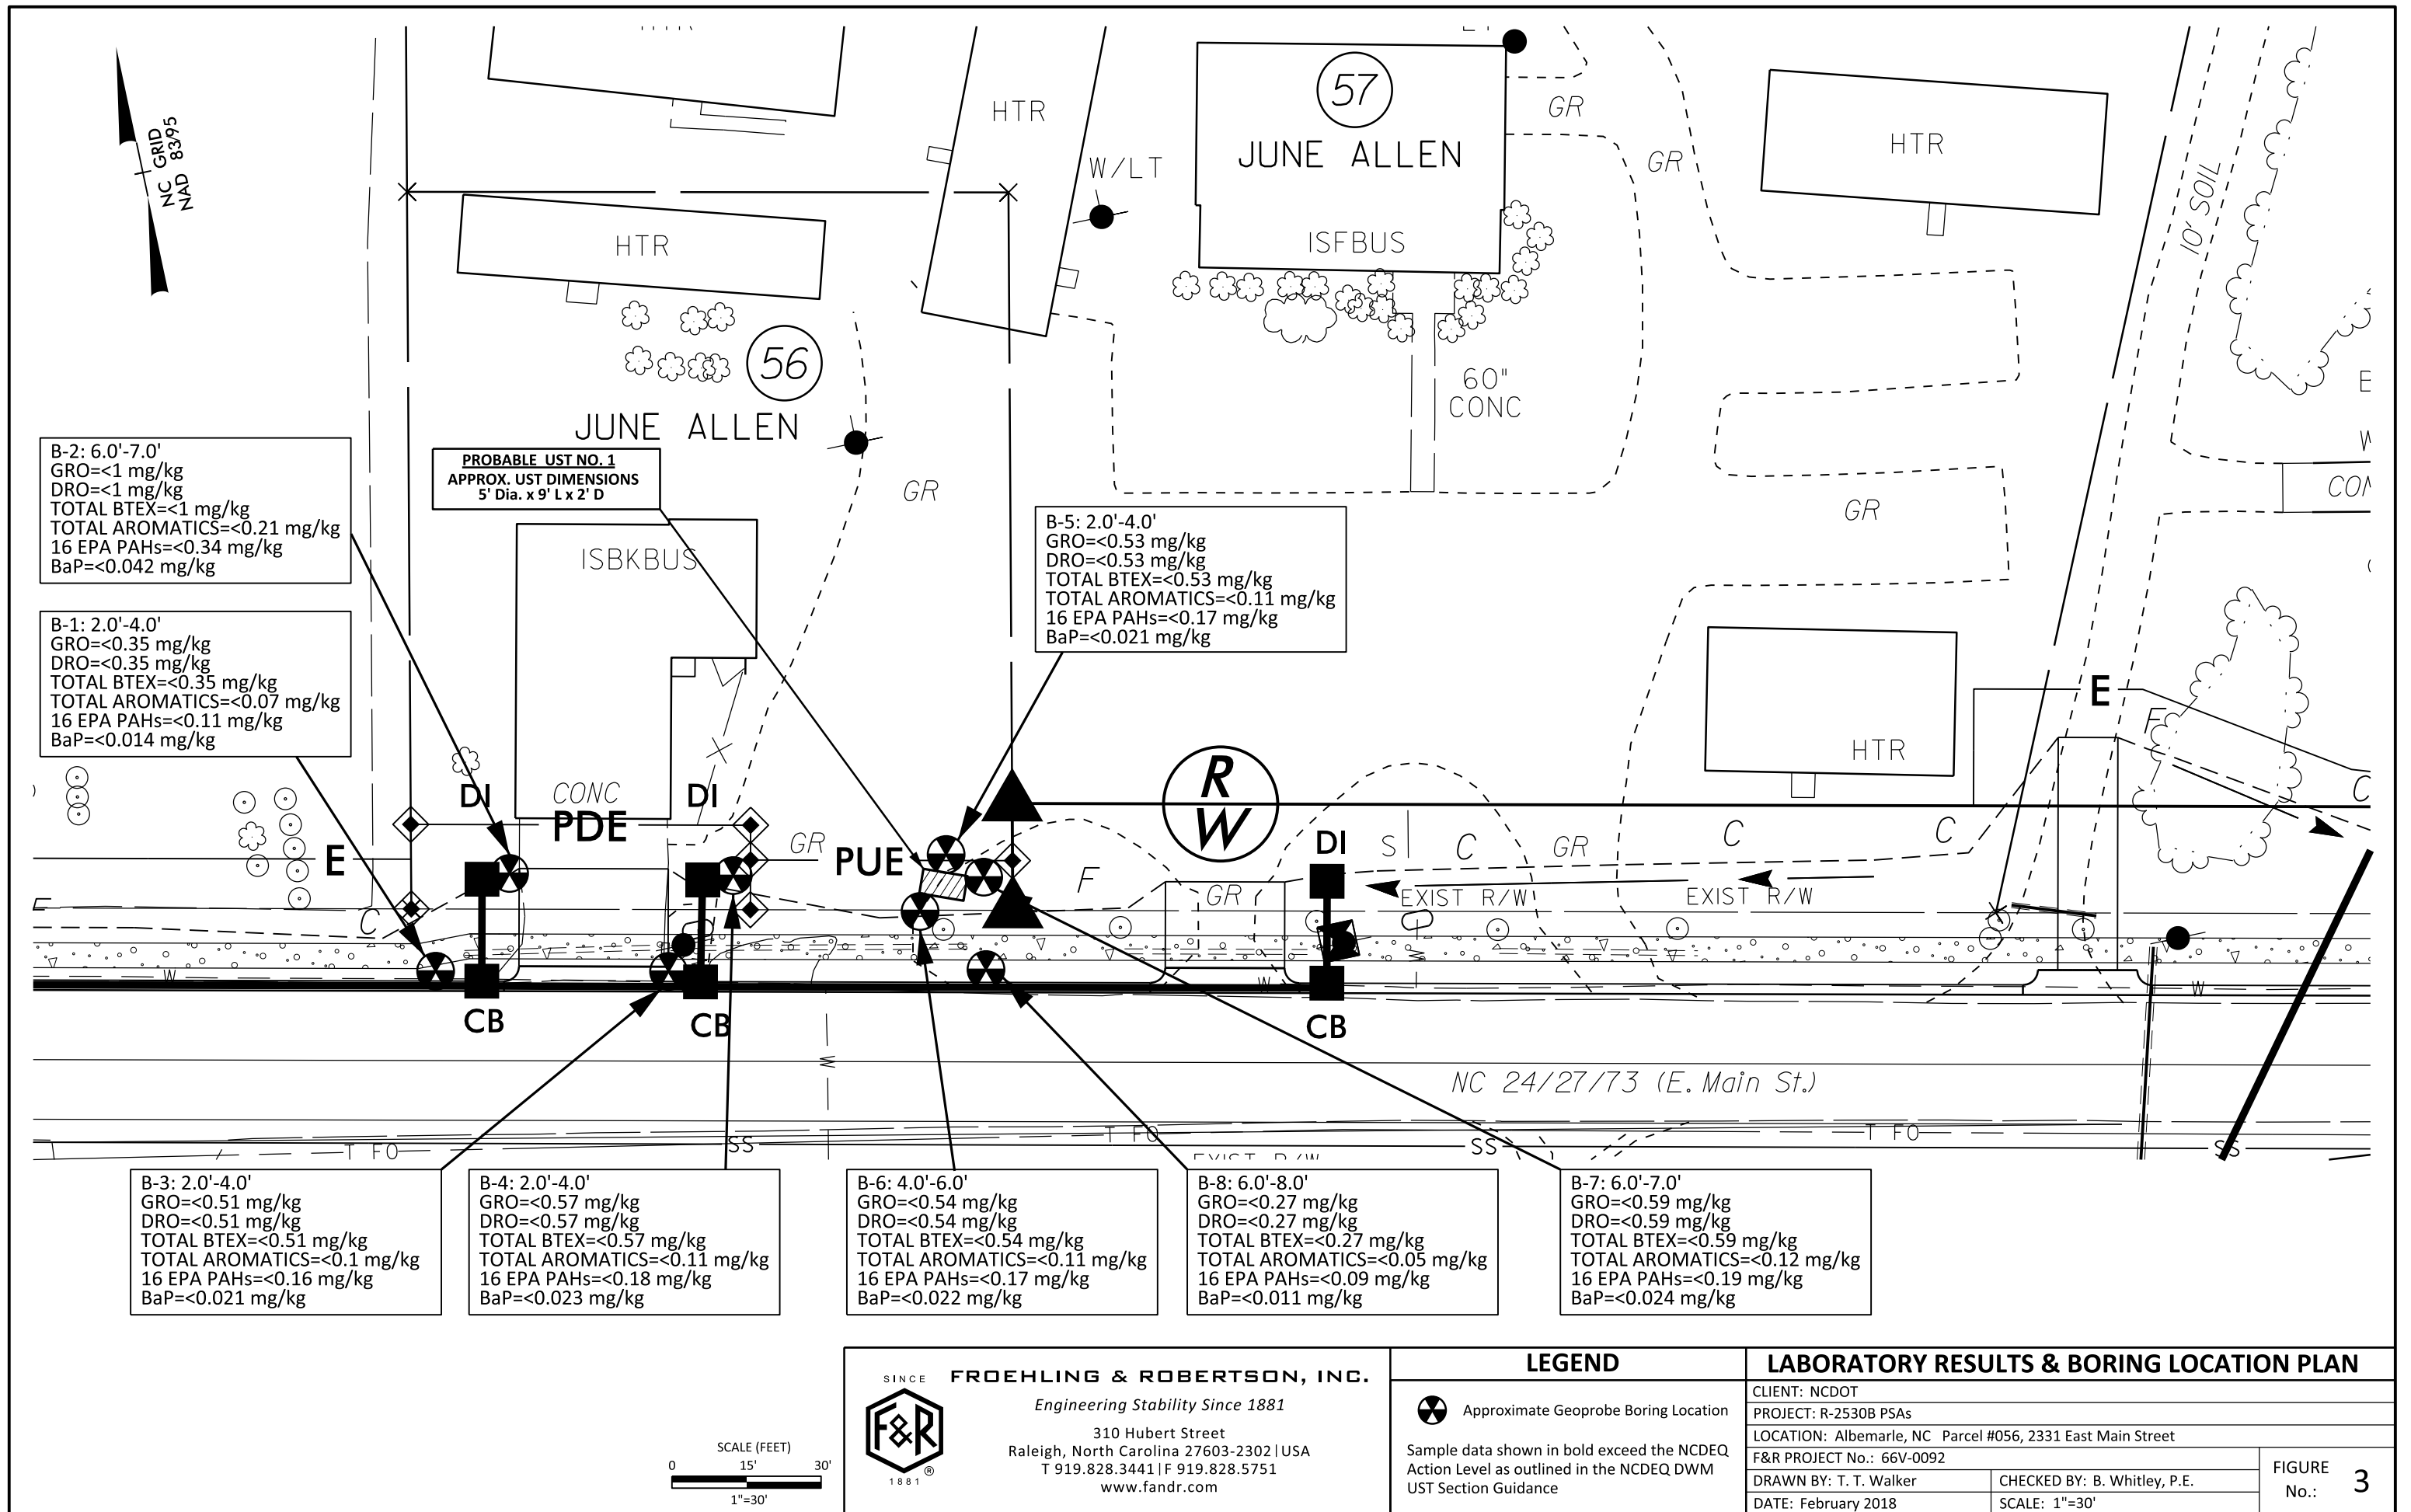 HTR
57
JUNE ALLEN
ISFBUS
GR
GR
HTR
NC GRID
NAD 83/95
W/LT
HTR
10' SOIL
HTR
56
JUNE ALLEN
60"
CONC
GR
GR
CON
B-2: 6.0'-7.0'
GRO=<1 mg/kg
DRO=<1 mg/kg
TOTAL BTEX=<1 mg/kg
TOTAL AROMATICS=<0.21 mg/kg
16 EPA PAHs=<0.34 mg/kg
BaP=<0.042 mg/kg
PROBABLE UST NO. 1
APPROX. UST DIMENSIONS
5' Dia. x 9' L x 2' D
ISBKBUS
B-5: 2.0'-4.0'
GRO=<0.53 mg/kg
DRO=<0.53 mg/kg
TOTAL BTEX=<0.53 mg/kg
TOTAL AROMATICS=<0.11 mg/kg
16 EPA PAHs=<0.17 mg/kg
BaP=<0.021 mg/kg
B-1: 2.0'-4.0'
GRO=<0.35 mg/kg
DRO=<0.35 mg/kg
TOTAL BTEX=<0.35 mg/kg
TOTAL AROMATICS=<0.07 mg/kg
16 EPA PAHs=<0.11 mg/kg
BaP=<0.014 mg/kg
E
F
HTR
DI
CONC
DI
PDE
R
W
C
E
GR
PUE
F
GR
DI
S
C
GR
C
C
EXIST R/W
EXIST R/W
C
W
W
W
CB
CB
CB
NC 24/27/73 (E. Main St.)
T FO
SS
T FO
SS
T FO
SS
EXIST R/W
B-3: 2.0'-4.0'
GRO=<0.51 mg/kg
DRO=<0.51 mg/kg
TOTAL BTEX=<0.51 mg/kg
TOTAL AROMATICS=<0.1 mg/kg
16 EPA PAHs=<0.16 mg/kg
BaP=<0.021 mg/kg
B-4: 2.0'-4.0'
GRO=<0.57 mg/kg
DRO=<0.57 mg/kg
TOTAL BTEX=<0.57 mg/kg
TOTAL AROMATICS=<0.11 mg/kg
16 EPA PAHs=<0.18 mg/kg
BaP=<0.023 mg/kg
B-6: 4.0'-6.0'
GRO=<0.54 mg/kg
DRO=<0.54 mg/kg
TOTAL BTEX=<0.54 mg/kg
TOTAL AROMATICS=<0.11 mg/kg
16 EPA PAHs=<0.17 mg/kg
BaP=<0.022 mg/kg
B-8: 6.0'-8.0'
GRO=<0.27 mg/kg
DRO=<0.27 mg/kg
TOTAL BTEX=<0.27 mg/kg
TOTAL AROMATICS=<0.05 mg/kg
16 EPA PAHs=<0.09 mg/kg
BaP=<0.011 mg/kg
B-7: 6.0'-7.0'
GRO=<0.59 mg/kg
DRO=<0.59 mg/kg
TOTAL BTEX=<0.59 mg/kg
TOTAL AROMATICS=<0.12 mg/kg
16 EPA PAHs=<0.19 mg/kg
BaP=<0.024 mg/kg
SCALE (FEET)
0 15' 30'
1"=30'
SINCE
F&R
1881
®
FROEHLING & ROBERTSON, INC.
Engineering Stability Since 1881
310 Hubert Street
Raleigh, North Carolina 27603-2302|USA
T 919.828.3441|F 919.828.5751
www.fandr.com
LEGEND
Approximate Geoprobe Boring Location
Sample data shown in bold exceed the NCDEQ
Action Level as outlined in the NCDEQ DWM
UST Section Guidance
LABORATORY RESULTS & BORING LOCATION PLAN
CLIENT: NCDOT
PROJECT: R-2530B PSAs
LOCATION: Albemarle, NC Parcel #056, 2331 East Main Street
F&R PROJECT No.: 66V-0092
DRAWN BY: T. T. Walker
CHECKED BY: B. Whitley, P.E.
DATE: February 2018
SCALE: 1"=30'
FIGURE
No.: 3